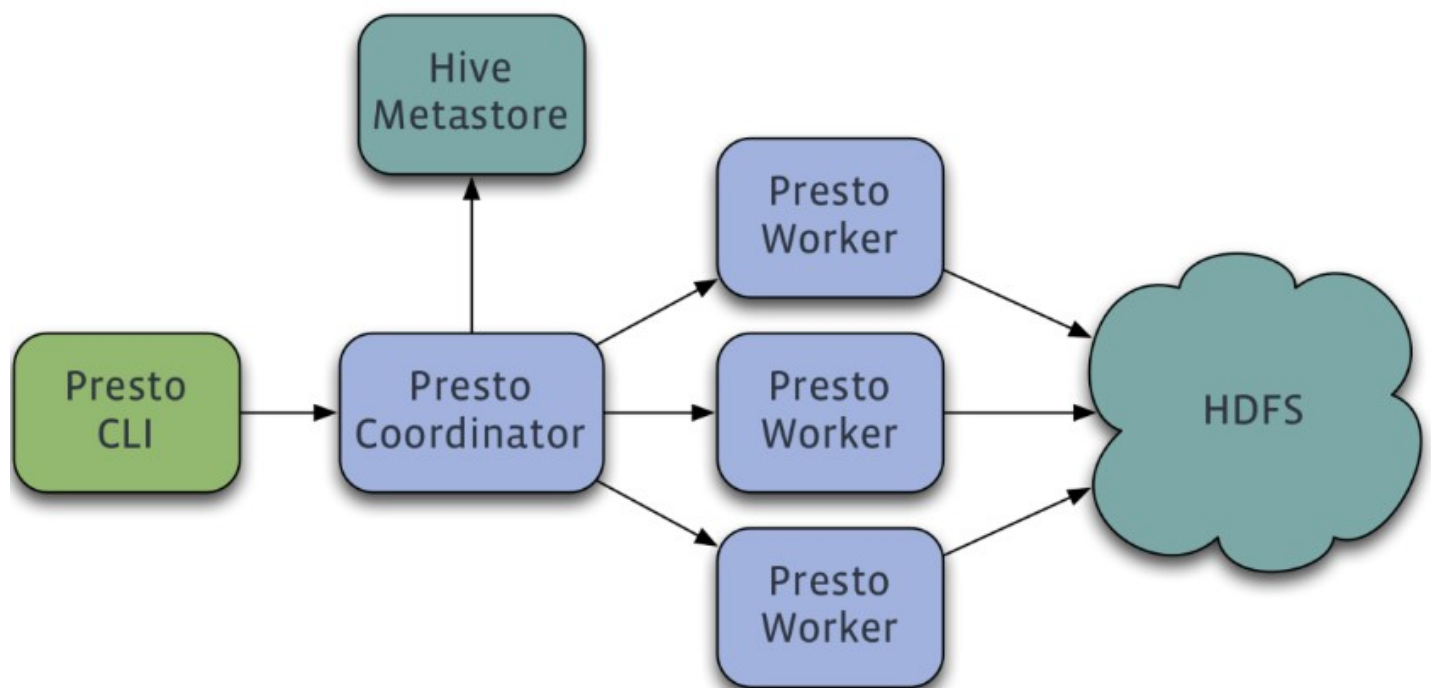 Hive
Metastore
Presto
Worker
Presto
CLI
Presto
Coordinator
Presto
Worker
HDFS
Presto
Worker